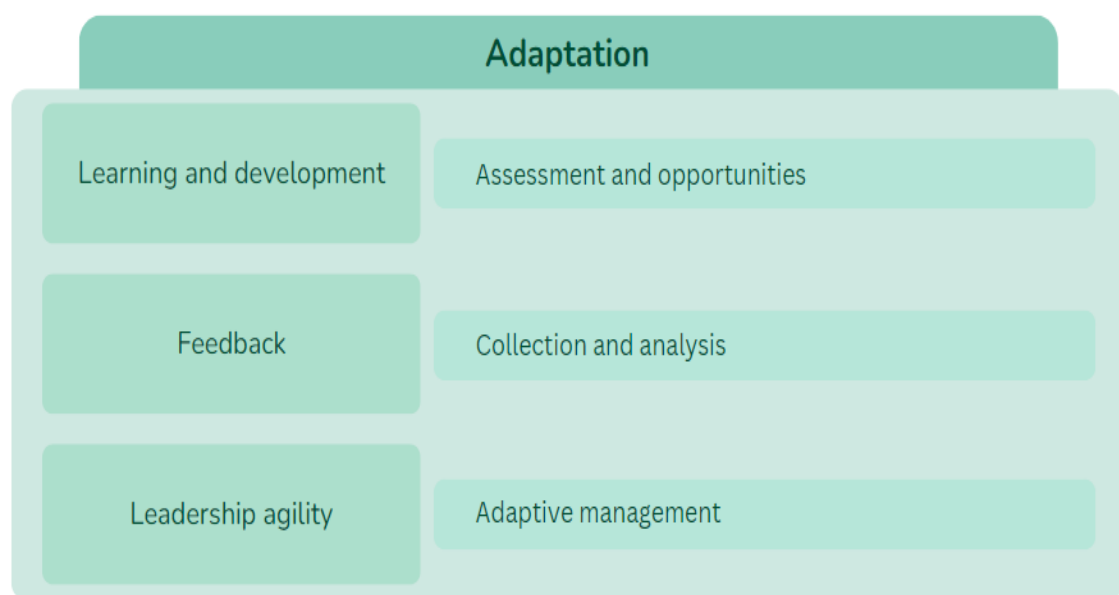 Adaptation
Learning and development
Assessment and opportunities
Feedback
Collection and analysis
Leadership agility
Adaptive management